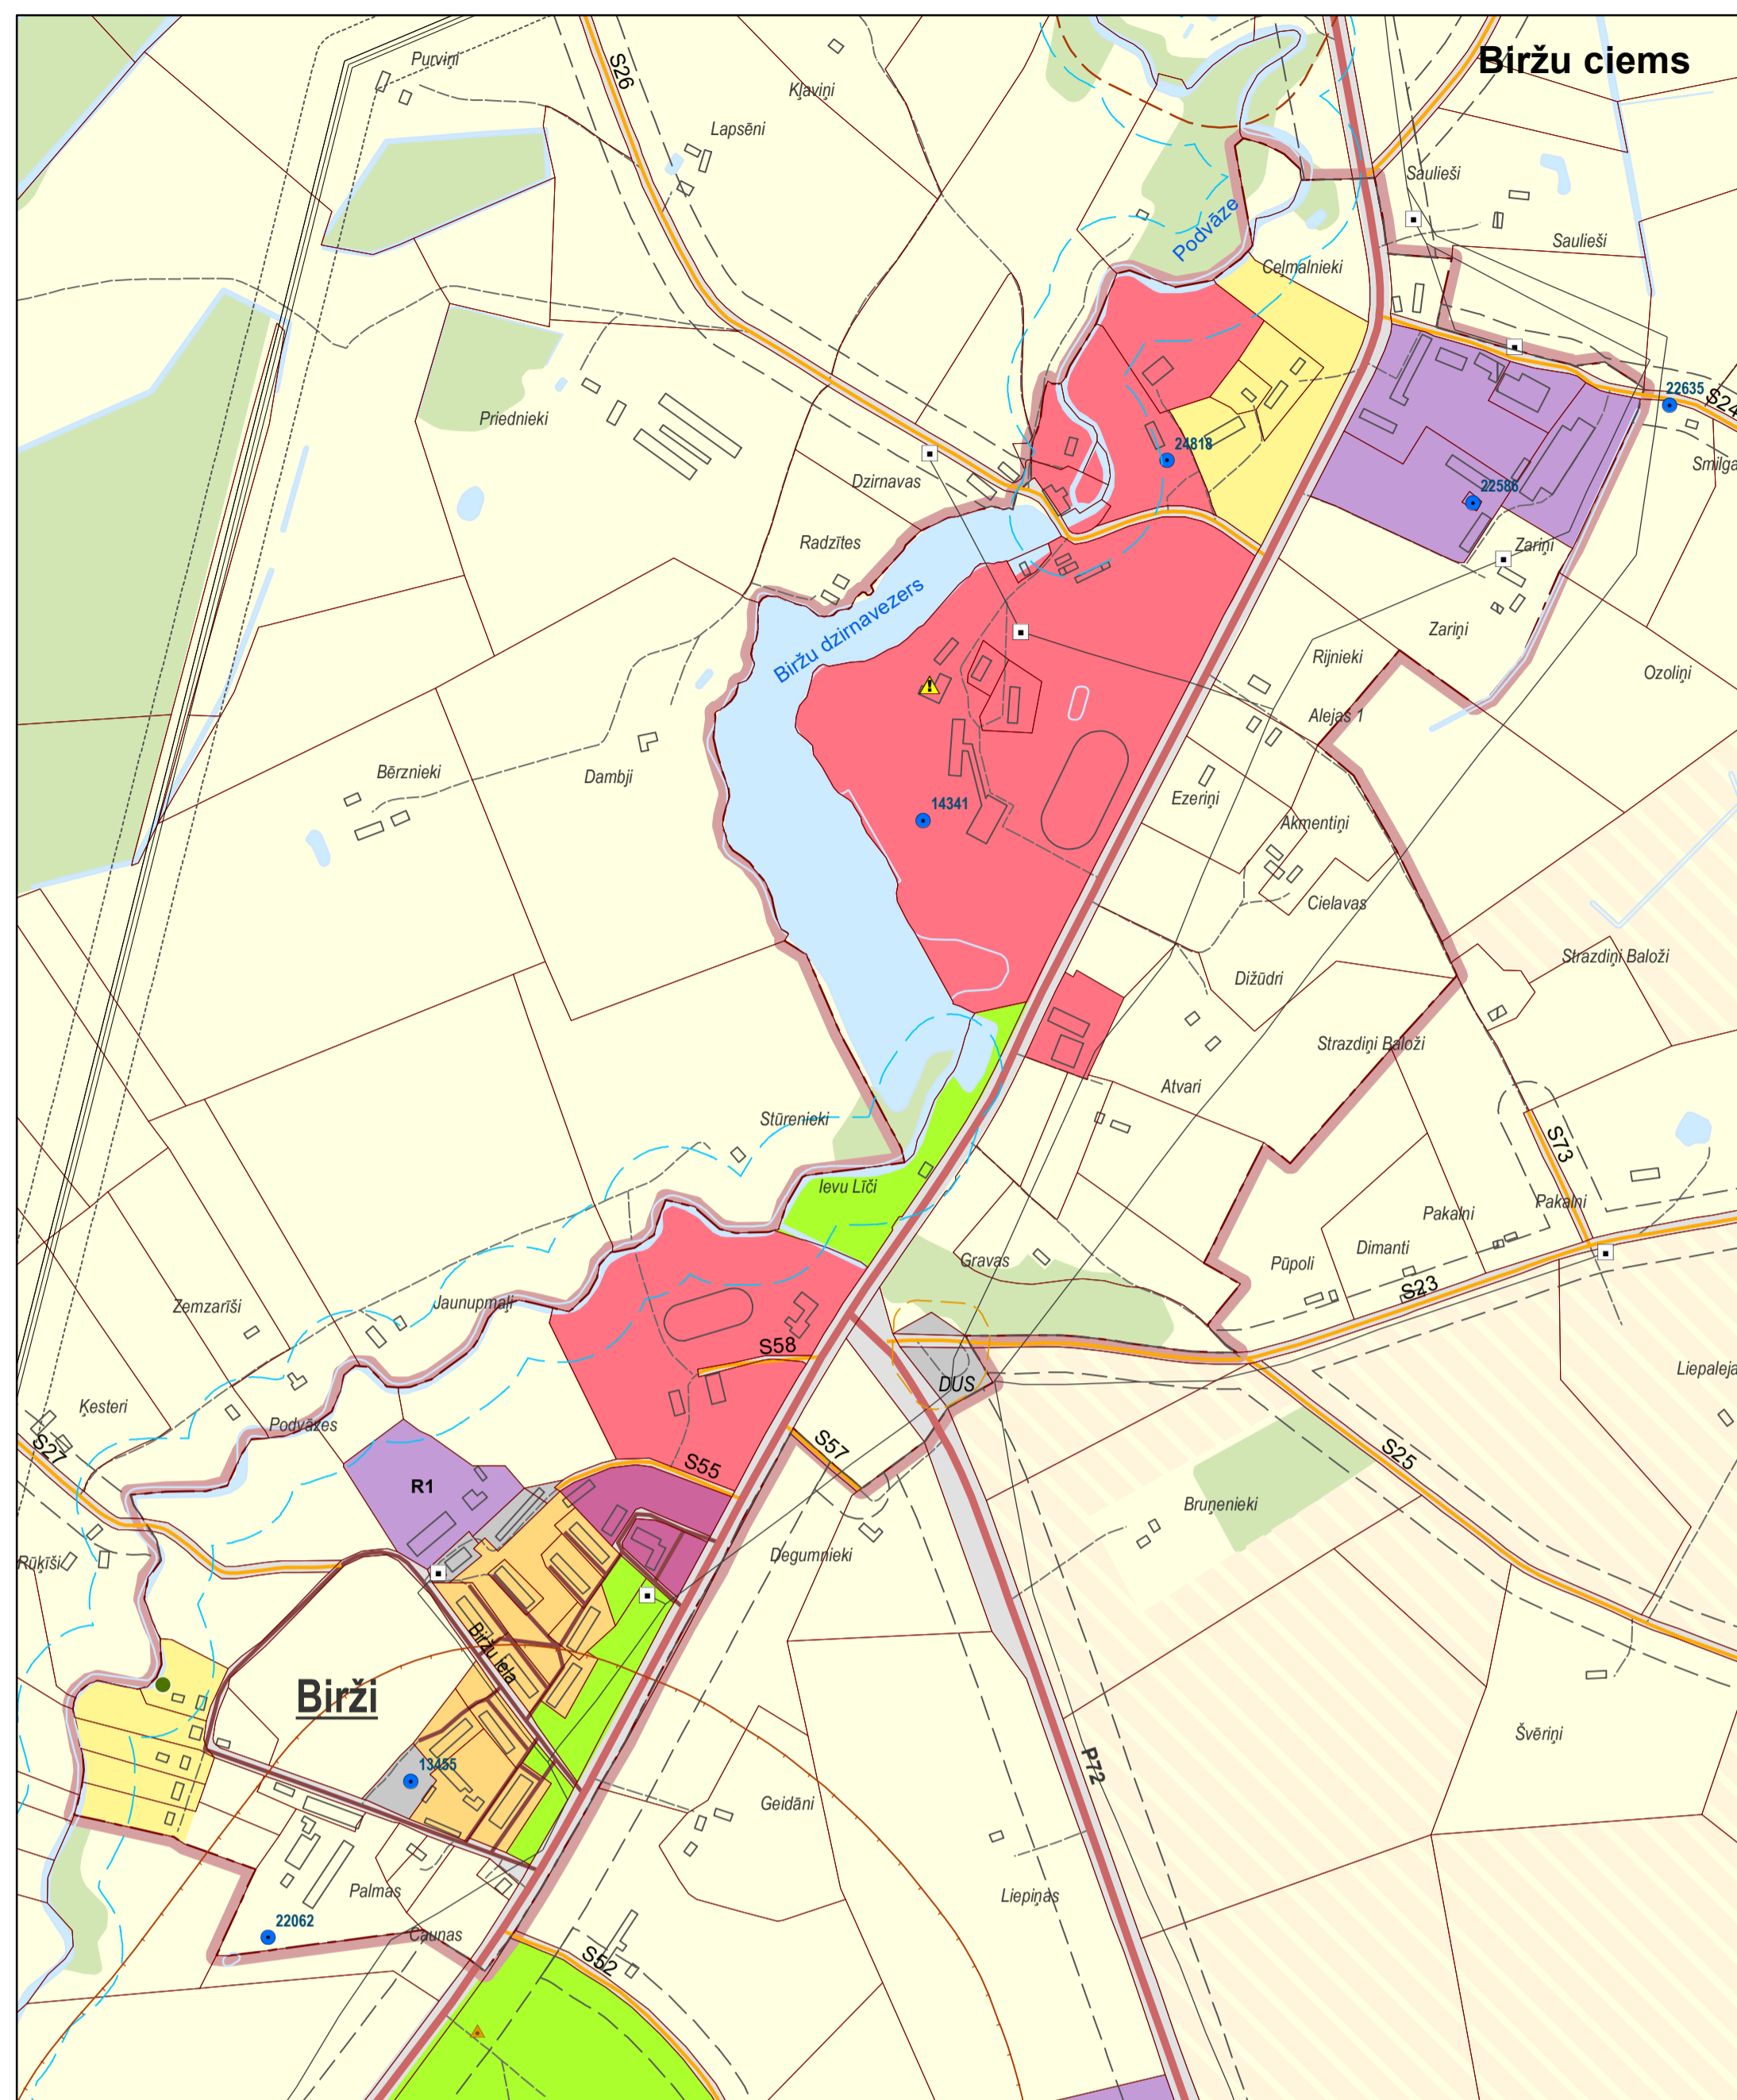 Biržu ciems
Purviņi
S26
Kļaviņi
Lapsēni
Saulieši
Podvāze
Saulieši
Ceļmalnieki
22635
S24
Priednieki
24818
Smilga
Dzirnavas
22586
Radzītes
Zariņi
Biržu dzirnavezers
Zariņi
Rijnieki
Ozoliņi
Alejas 1
Bērznieki
Dambji
Ezeriņi
14341
Akmentiņi
Cielavas
Strazdiņi Baloži
Dižūdri
Strazdiņi Baloži
Atvari
Stūrenieki
S73
Ievu Līči
Pakalni
Pakalni
Gravas
Dimanti
Pūpoli
S23
Zemzarīši
Jaunupmaļi
S58
Liepaleja
DUS
Ķesteri
Podvāzes
S27
S57
S25
S55
R1
Bruņenieki
Degumnieki
Rūķīši
Biržu iela
Birži
Švēriņi
13455
P72
Geidāni
Palmas
Liepiņas
22062
Caunas
S52